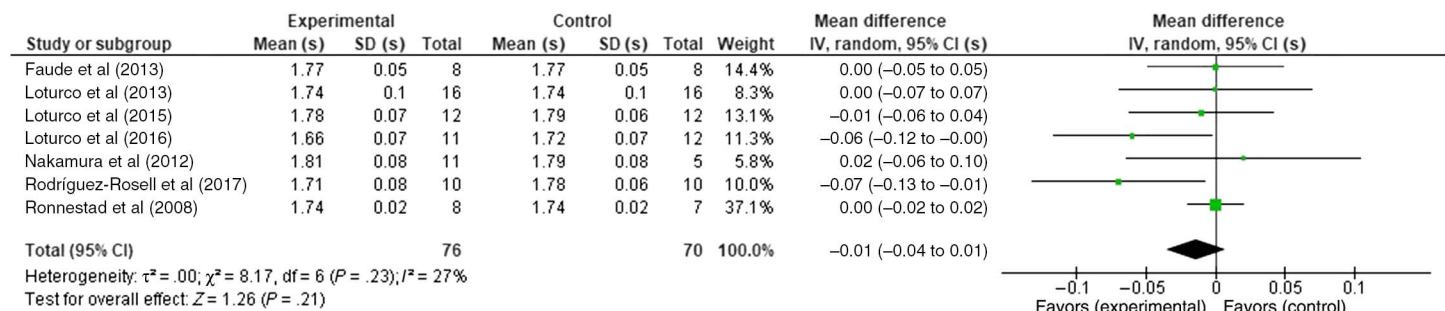 Experimental Control Mean difference Mean difference
Study or subgroup Mean (s) SD (s) Total Mean (s) SD (s) Total Weight IV, random, 95% CI (s) IV, random, 95% CI (s)
Faude et al (2013) 1.77 0.05 8 1.77 0.05 8 14.4% 0.00 (−0.05 to 0.05)
Loturco et al (2013) 1.74 0.1 16 1.74 0.1 16 8.3% 0.00 (−0.07 to 0.07)
Loturco et al (2015) 1.78 0.07 12 1.79 0.06 12 13.1% −0.01 (−0.06 to 0.04)
Loturco et al (2016) 1.66 0.07 11 1.72 0.07 12 11.3% −0.06 (−0.12 to −0.00)
Nakamura et al (2012) 1.81 0.08 11 1.79 0.08 5 5.8% 0.02 (−0.06 to 0.10)
Rodríguez-Rosell et al (2017) 1.71 0.08 10 1.78 0.06 10 10.0% −0.07 (−0.13 to −0.01)
Ronnestad et al (2008) 1.74 0.02 8 1.74 0.02 7 37.1% 0.00 (−0.02 to 0.02)
Total (95% CI) 76 70 100.0% −0.01 (−0.04 to 0.01)
Heterogeneity: τ² = .00; χ² = 8.17, df = 6 (P = .23); I² = 27%
Test for overall effect: Z = 1.26 (P = .21)
−0.1 −0.05 0 0.05 0.1
Favors (experimental) Favors (control)